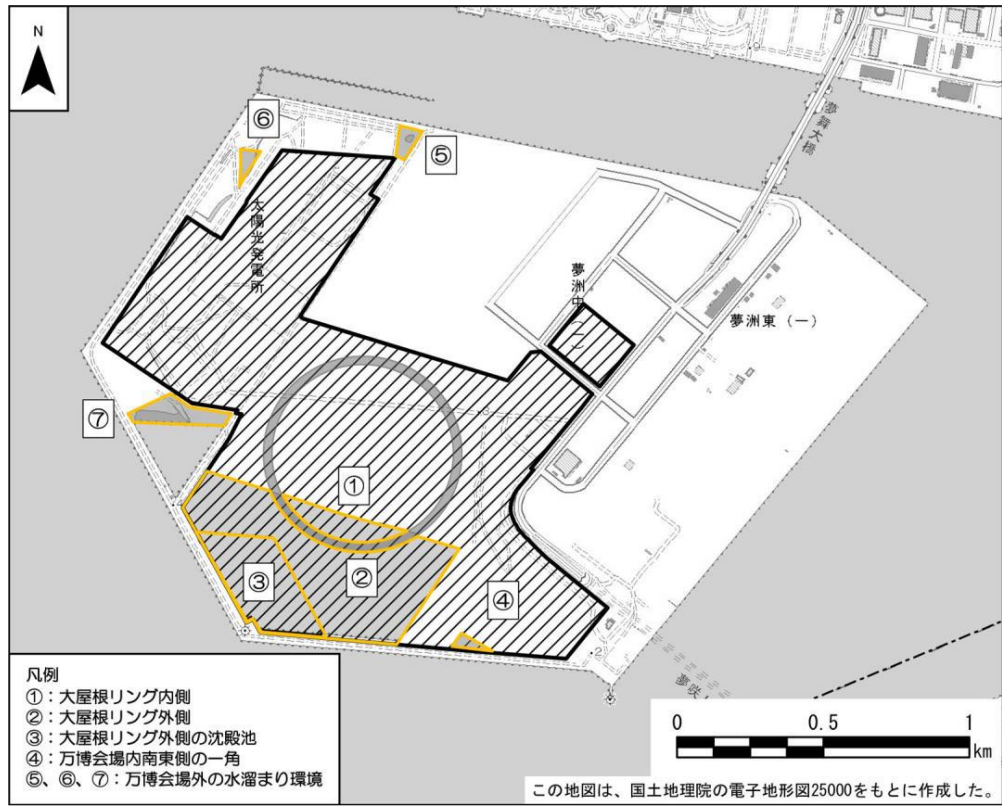 N
夢舞大橋
⑥
⑤
太陽光発電所
夢洲中（一）
夢洲東（一）
⑦
①
②
③
④
夢咲
凡例
①：大屋根リング内側
②：大屋根リング外側
③：大屋根リング外側の沈殿池
④：万博会場内南東側の一角
⑤、⑥、⑦：万博会場外の水溜まり環境
0 0.5 1
km
この地図は、国土地理院の電子地形図25000をもとに作成した。